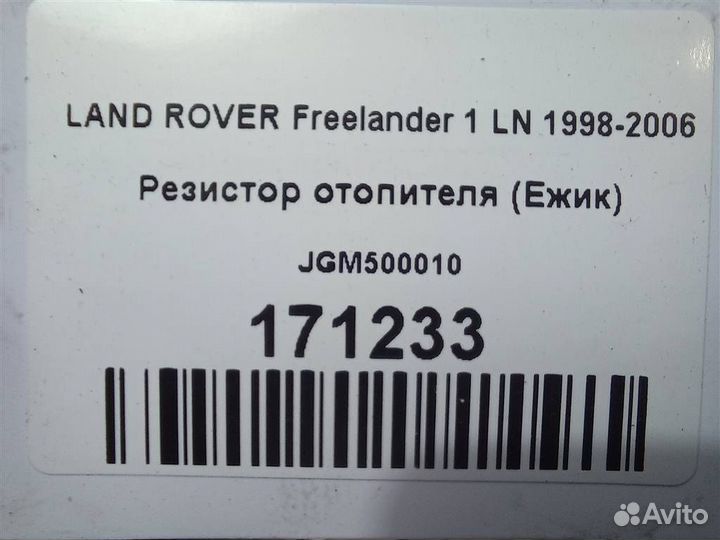 LAND ROVER Freelander 1 LN 1998-2006
Резистор отопителя (Ежик)
JGM500010
171233
Avito